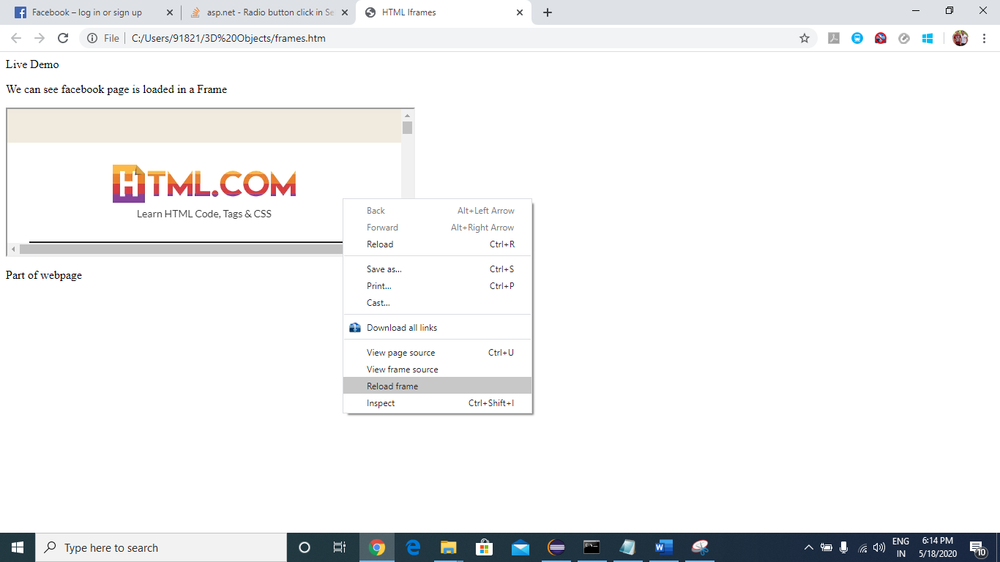 Facebook – log in or sign up
asp.net - Radio button click in Se
HTML Iframes
File
C:/Users/91821/3D%20Objects/frames.htm
Live Demo
We can see facebook page is loaded in a Frame
HTML.COM
Learn HTML Code, Tags & CSS
Part of webpage
Back Alt+Left Arrow
Forward Alt+Right Arrow
Reload Ctrl+R
Save as... Ctrl+S
Print... Ctrl+P
Cast...
Download all links
View page source Ctrl+U
View frame source
Reload frame
Inspect Ctrl+Shift+I
Type here to search
ENG
IN
6:14 PM
5/18/2020
10